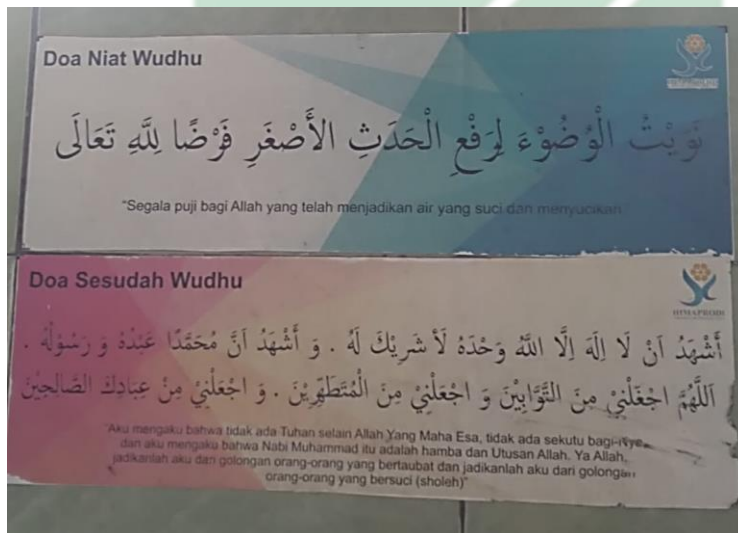 Doa Niat Wudhu
نَوَيْتُ الْوُضُوْءَ لِرَفْعِ الْحَدَثِ الأَصْغَرِ فَرْضًا لِلَّهِ تَعَالَى
"Segala puji bagi Allah yang telah menjadikan air yang suci dan menyucikan
Doa Sesudah Wudhu
HIMAPRODI
أَشْهَدُ اَنْ لَا اِلَهَ اِلَّا اللَّهُ وَحْدَهُ لَا شَرِيْكَ لَهُ . وَ أَشْهَدُ اَنَّ مُحَمَّدًا عَبْدُهُ وَ رَسُوْلُهُ .
اَللَّهُمَّ اجْعَلْنِيْ مِنَ التَّوَّابِيْنَ وَ اجْعَلْنِيْ مِنَ الْمُتَطَهِّرِيْنَ . وَ اجْعَلْنِيْ مِنْ عِبَادِكَ الصَّالِحِيْنَ
"Aku mengaku bahwa tidak ada Tuhan selain Allah Yang Maha Esa, tidak ada sekutu bagi-
dan aku mengaku bahwa Nabi Muhammad itu adalah hamba dan Utusan Allah. Ya Allah,
jadikanlah aku dari golongan orang-orang yang bertaubat dan jadikanlah aku dari golongan
orang-orang yang bersuci (sholeh)"